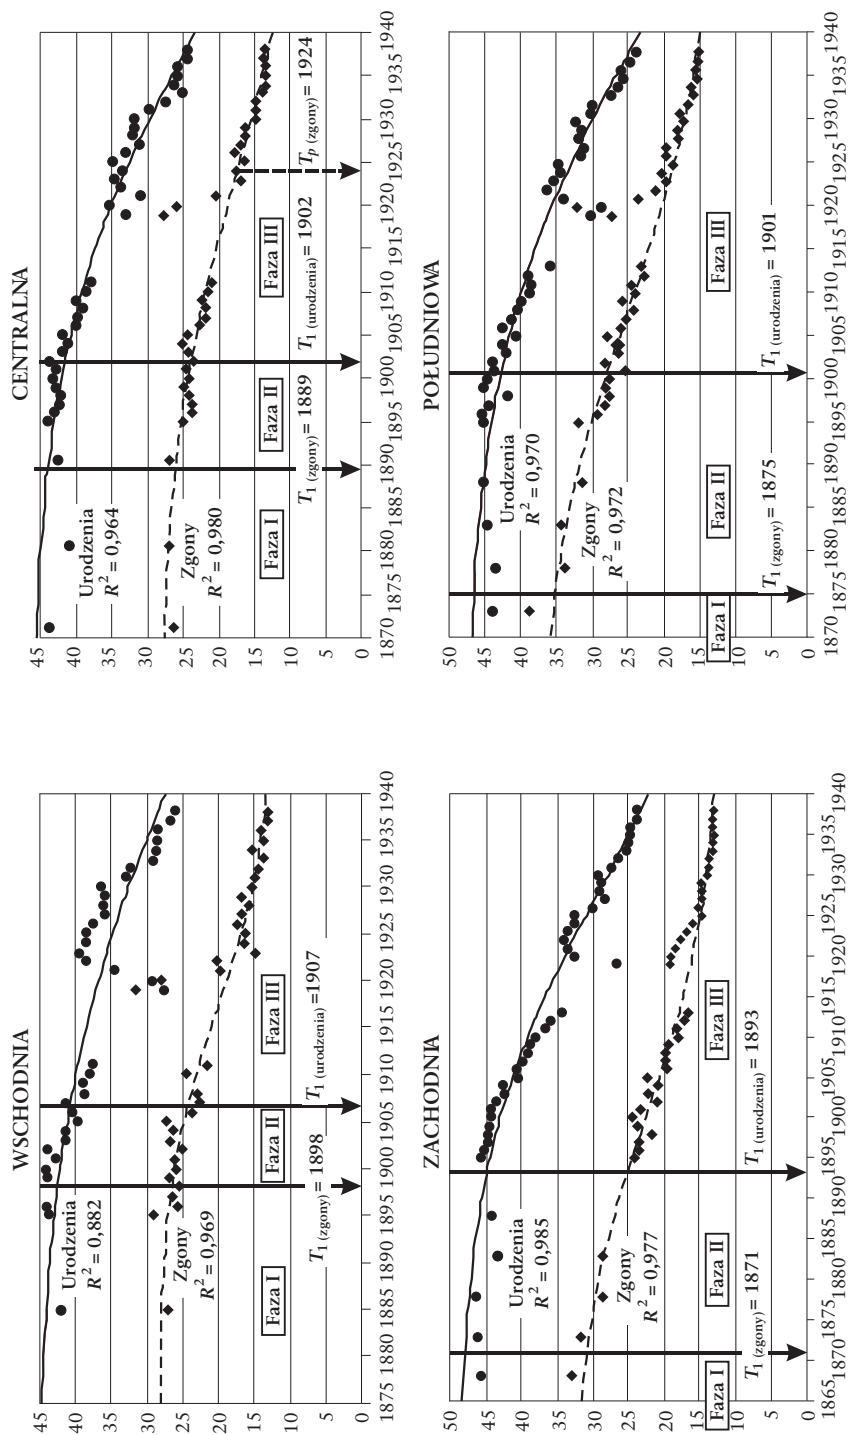 WSCHODNIA
45
40
35
30
25
20
15
10
5
0
Urodzenia
R² = 0,882
Zgony
R² = 0,969
Faza I
Faza II
Faza III
T₁ (zgony) = 1898
T₁ (urodzenia) =1907
1875 1880 1885 1890 1895 1900 1905 1910 1915 1920 1925 1930 1935 1940
CENTRALNA
45
40
35
30
25
20
15
10
5
0
Urodzenia
R² = 0,964
Zgony
R² = 0,980
Faza I
Faza II
Faza III
T₁ (zgony) = 1889
T₁ (urodzenia) = 1902
Tₚ (zgony) = 1924
1870 1875 1880 1885 1890 1895 1900 1905 1910 1915 1920 1925 1930 1935 1940
ZACHODNIA
50
45
40
35
30
25
20
15
10
5
0
Urodzenia
R² = 0,985
Zgony
R² = 0,977
Faza I
Faza II
Faza III
T₁ (zgony) = 1871
T₁ (urodzenia) = 1893
1865 1870 1875 1880 1885 1890 1895 1900 1905 1910 1915 1920 1925 1930 1935 1940
POŁUDNIOWA
50
45
40
35
30
25
20
15
10
5
0
Urodzenia
R² = 0,970
Zgony
R² = 0,972
Faza I
Faza II
Faza III
T₁ (zgony) = 1875
T₁ (urodzenia) = 1901
1870 1875 1880 1885 1890 1895 1900 1905 1910 1915 1920 1925 1930 1935 1940